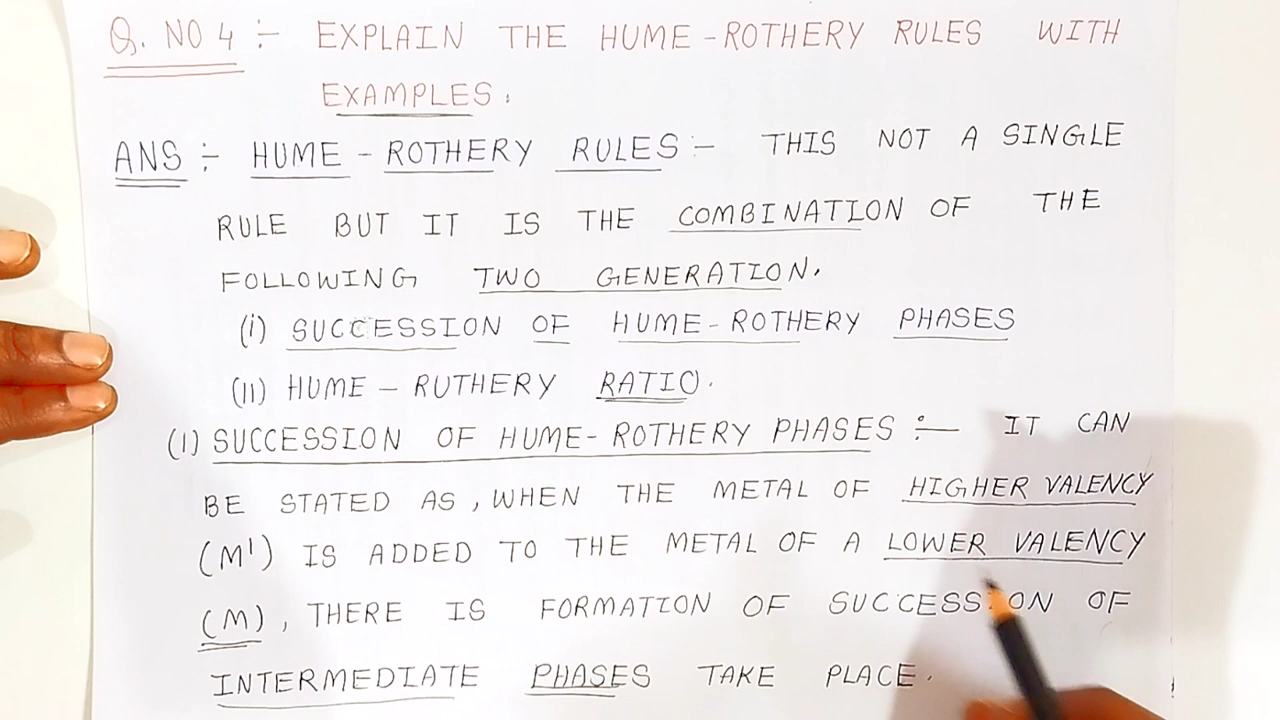 Q. NO 4 :- EXPLAIN THE HUME-ROTHERY RULES WITH
EXAMPLES.
ANS :- HUME-ROTHERY RULES :- THIS NOT A SINGLE
RULE BUT IT IS THE COMBINATION OF THE
FOLLOWING TWO GENERATION.
(i) SUCCESSION OF HUME-ROTHERY PHASES
(II) HUME-RUTHERY RATIO.
(I) SUCCESSION OF HUME-ROTHERY PHASES :- IT CAN
BE STATED AS, WHEN THE METAL OF HIGHER VALENCY
(M') IS ADDED TO THE METAL OF A LOWER VALENCY
(M), THERE IS FORMATION OF SUCCESSION OF
INTERMEDIATE PHASES TAKE PLACE.